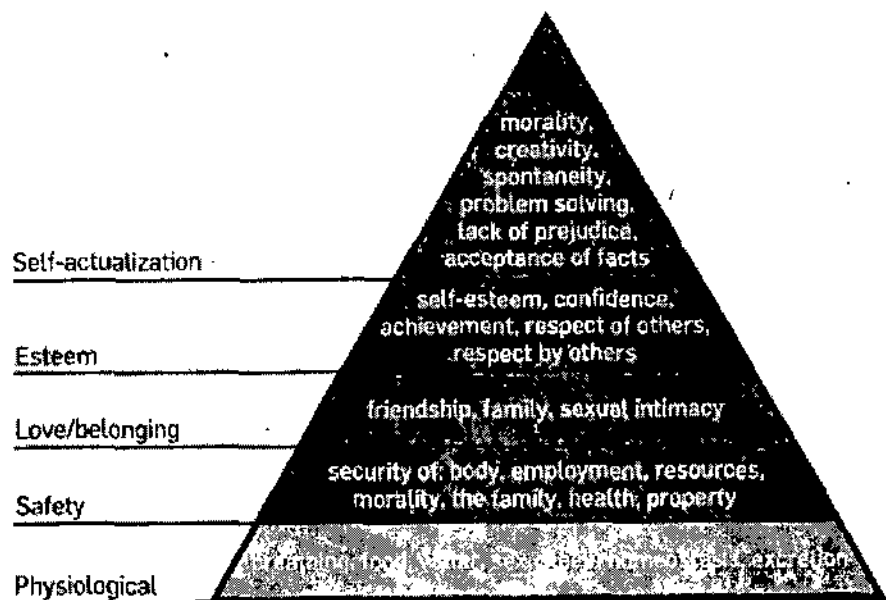 morality,
creativity,
spontaneity,
problem solving,
lack of prejudice,
acceptance of facts
Self-actualization
self-esteem, confidence,
achievement, respect of others,
respect by others
Esteem
friendship, family, sexual intimacy
Love/belonging
security of: body, employment, resources,
morality, the family, health, property
Safety
breathing, food, excretion
Physiological